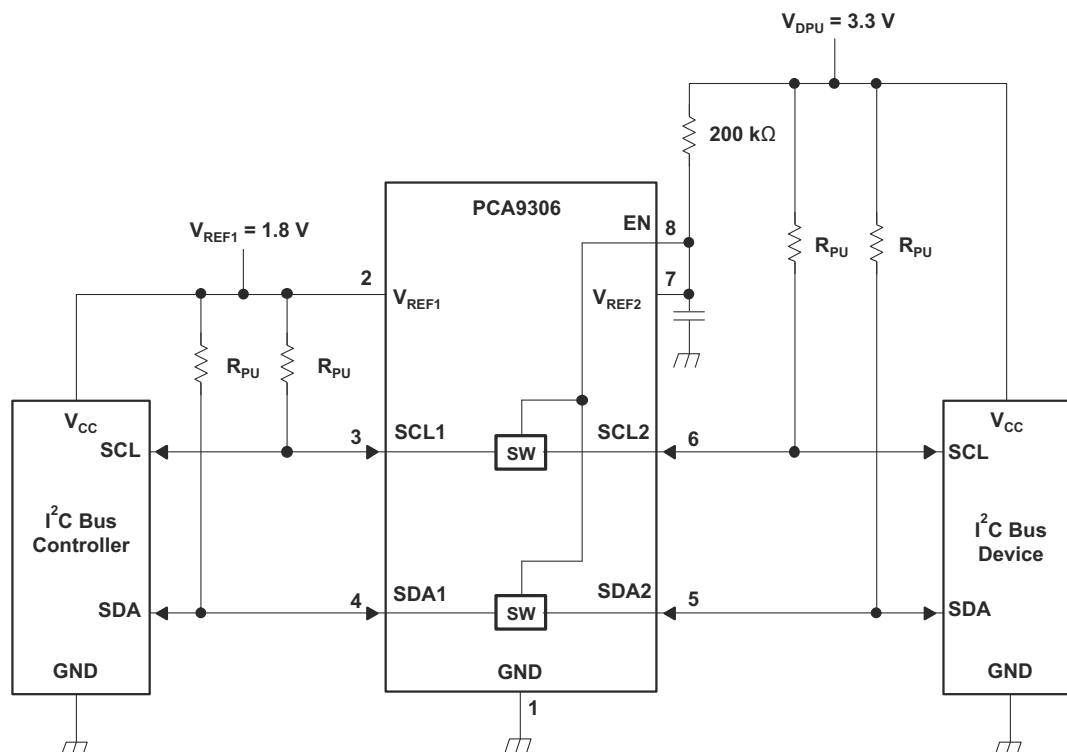 V_DPU = 3.3 V
200 kΩ
PCA9306
EN
8
V_REF1 = 1.8 V
R_PU
R_PU
2
7
V_REF1
V_REF2
R_PU
R_PU
V_CC
V_CC
SCL
3
SCL1
SW
SCL2
6
SCL
I²C Bus
Controller
I²C Bus
Device
SDA
4
SDA1
SW
SDA2
5
SDA
GND
GND
GND
1